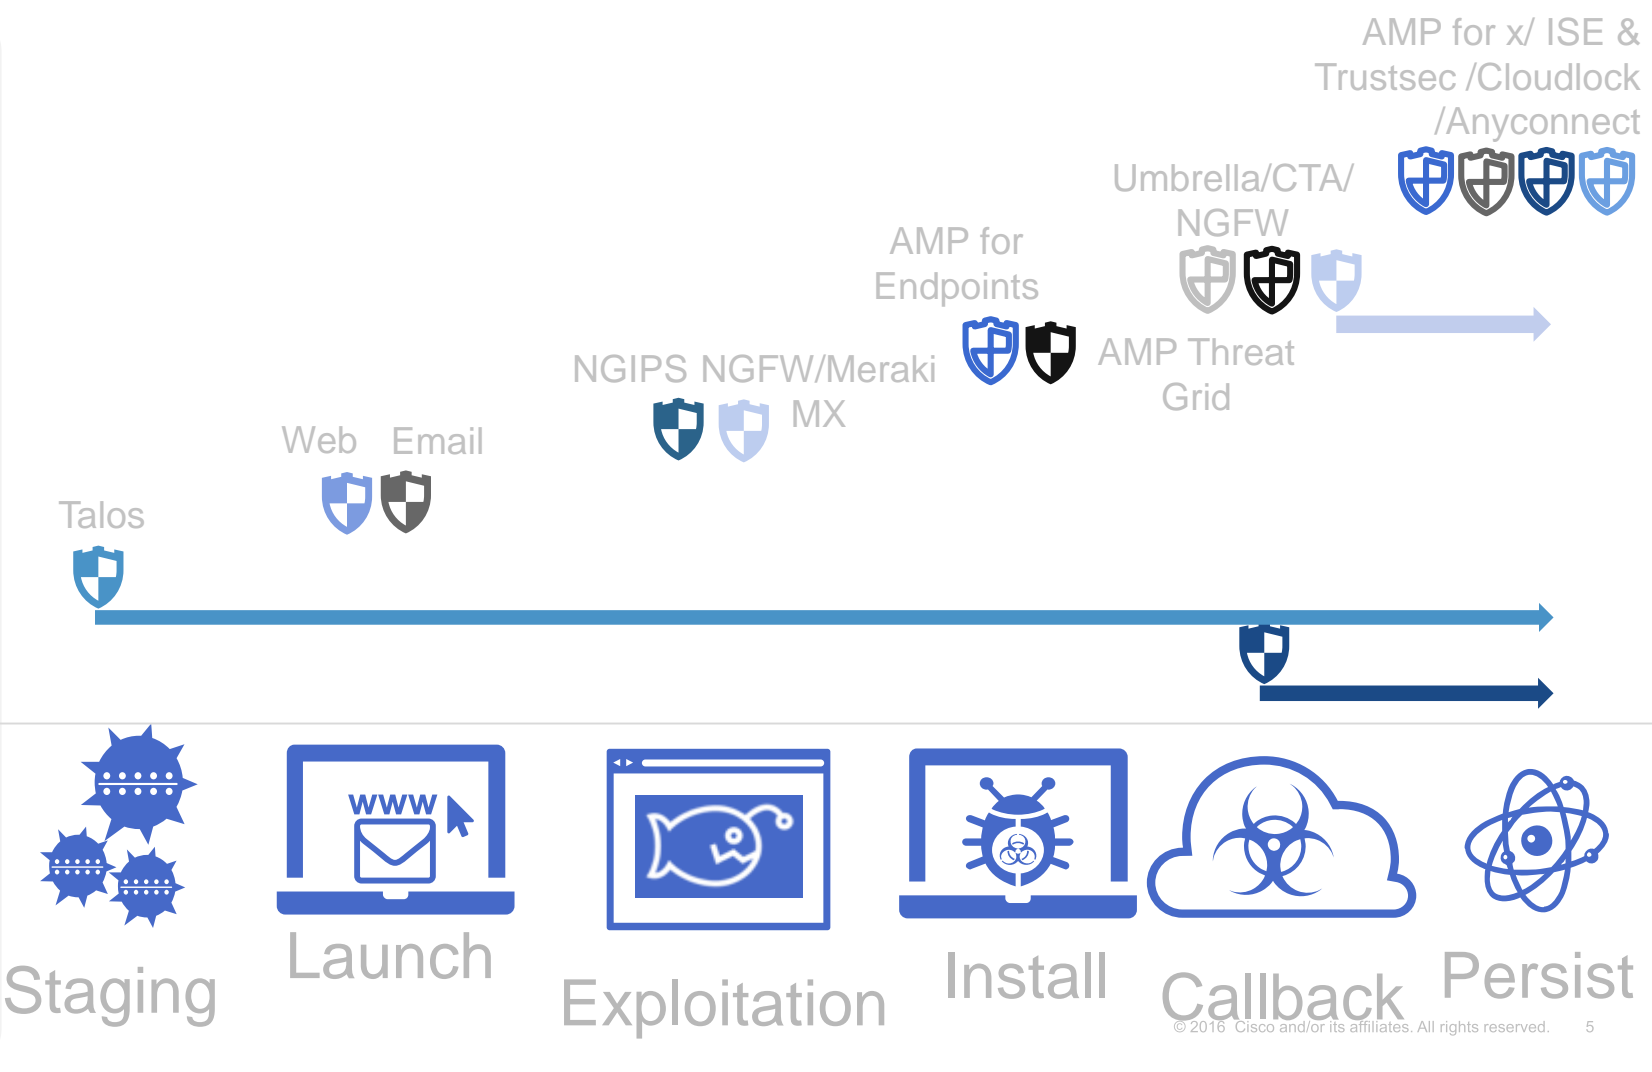 AMP for x/ ISE &
Trustsec /Cloudlock
/Anyconnect
Umbrella/CTA/
NGFW
AMP for
Endpoints
AMP Threat
Grid
NGIPS NGFW/Meraki
MX
Web Email
Talos
www
Launch
Staging
Exploitation
Install
Callback
Persist
© 2016 Cisco and/or its affiliates. All rights reserved. 5